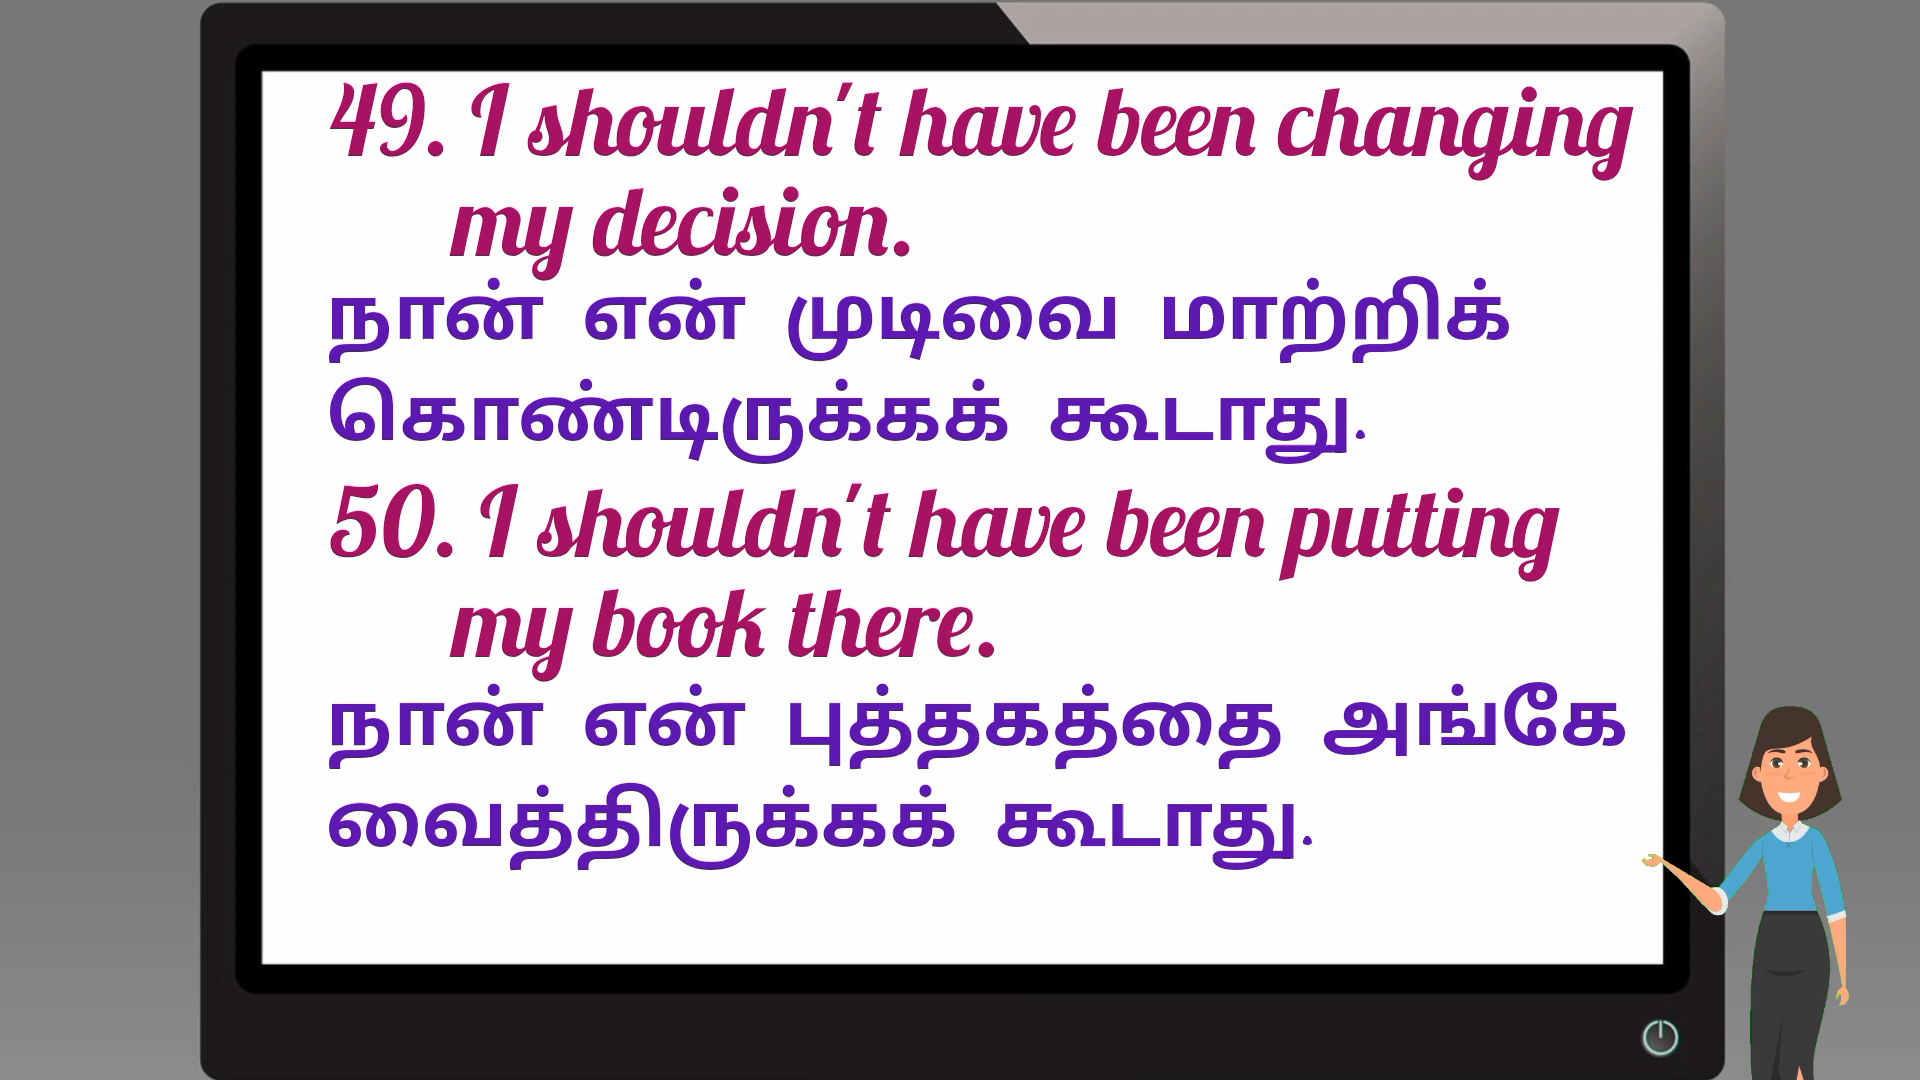 49. I shouldn't have been changing
my decision.
நான் என் முடிவை மாற்றிக்
கொண்டிருக்கக் கூடாது.
50. I shouldn't have been putting
my book there.
நான் என் புத்தகத்தை அங்கே
வைத்திருக்கக் கூடாது.